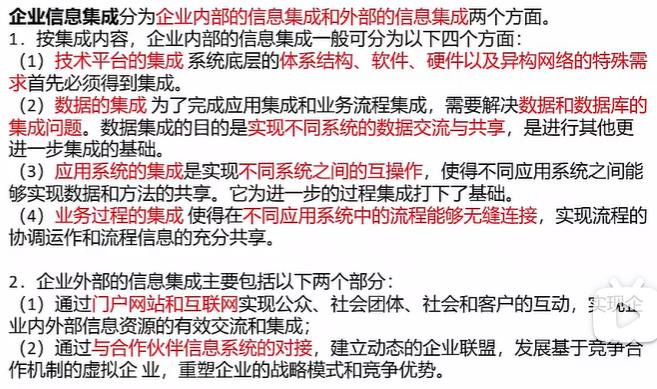 企业信息集成分为企业内部的信息集成和外部的信息集成两个方面。
1．按集成内容，企业内部的信息集成一般可分为以下四个方面：
（1）技术平台的集成 系统底层的体系结构、软件、硬件以及异构网络的特殊需
求首先必须得到集成。
（2）数据的集成 为了完成应用集成和业务流程集成，需要解决数据和数据库的
集成问题。数据集成的目的是实现不同系统的数据交流与共享，是进行其他更
进一步集成的基础。
（3）应用系统的集成是实现不同系统之间的互操作，使得不同应用系统之间能
够实现数据和方法的共享。它为进一步的过程集成打下了基础。
（4）业务过程的集成 使得在不同应用系统中的流程能够无缝连接，实现流程的
协调运作和流程信息的充分共享。
2．企业外部的信息集成主要包括以下两个部分：
（1）通过门户网站和互联网实现公众、社会团体、社会和客户的互动，实现企
业内外部信息资源的有效交流和集成；
（2）通过与合作伙伴信息系统的对接，建立动态的企业联盟，发展基于竞争合
作机制的虚拟企 业，重塑企业的战略模式和竞争优势。